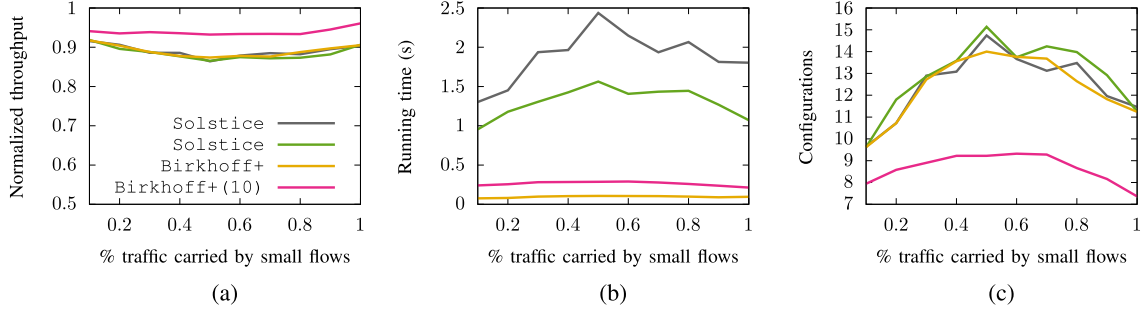 Normalized throughput
1
0.9
0.8
0.7
0.6
0.5
Solstice
Solstice
Birkhoff+
Birkhoff+(10)
0.2 0.4 0.6 0.8 1
% traffic carried by small flows
(a)
Running time (s)
2.5
2
1.5
1
0.5
0
0.2 0.4 0.6 0.8 1
% traffic carried by small flows
(b)
Configurations
16
15
14
13
12
11
10
9
8
7
6
0.2 0.4 0.6 0.8 1
% traffic carried by small flows
(c)